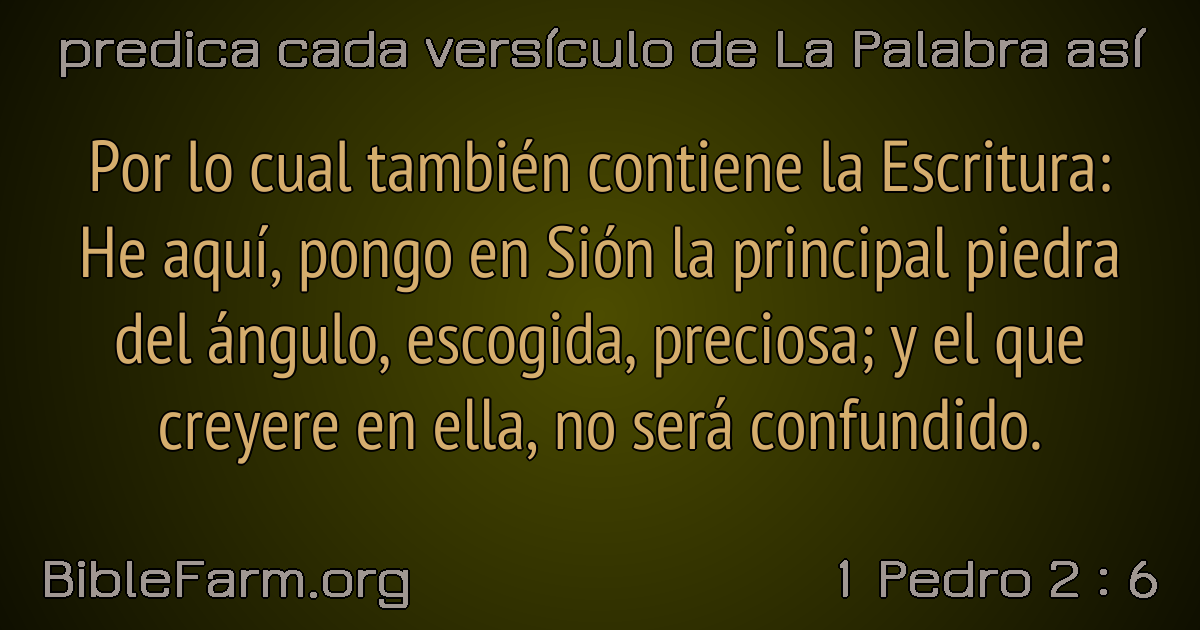 predica cada versículo de La Palabra así
Por lo cual también contiene la Escritura:
He aquí, pongo en Sión la principal piedra
del ángulo, escogida, preciosa; y el que
creyere en ella, no será confundido.
BibleFarm.org 1 Pedro 2 : 6